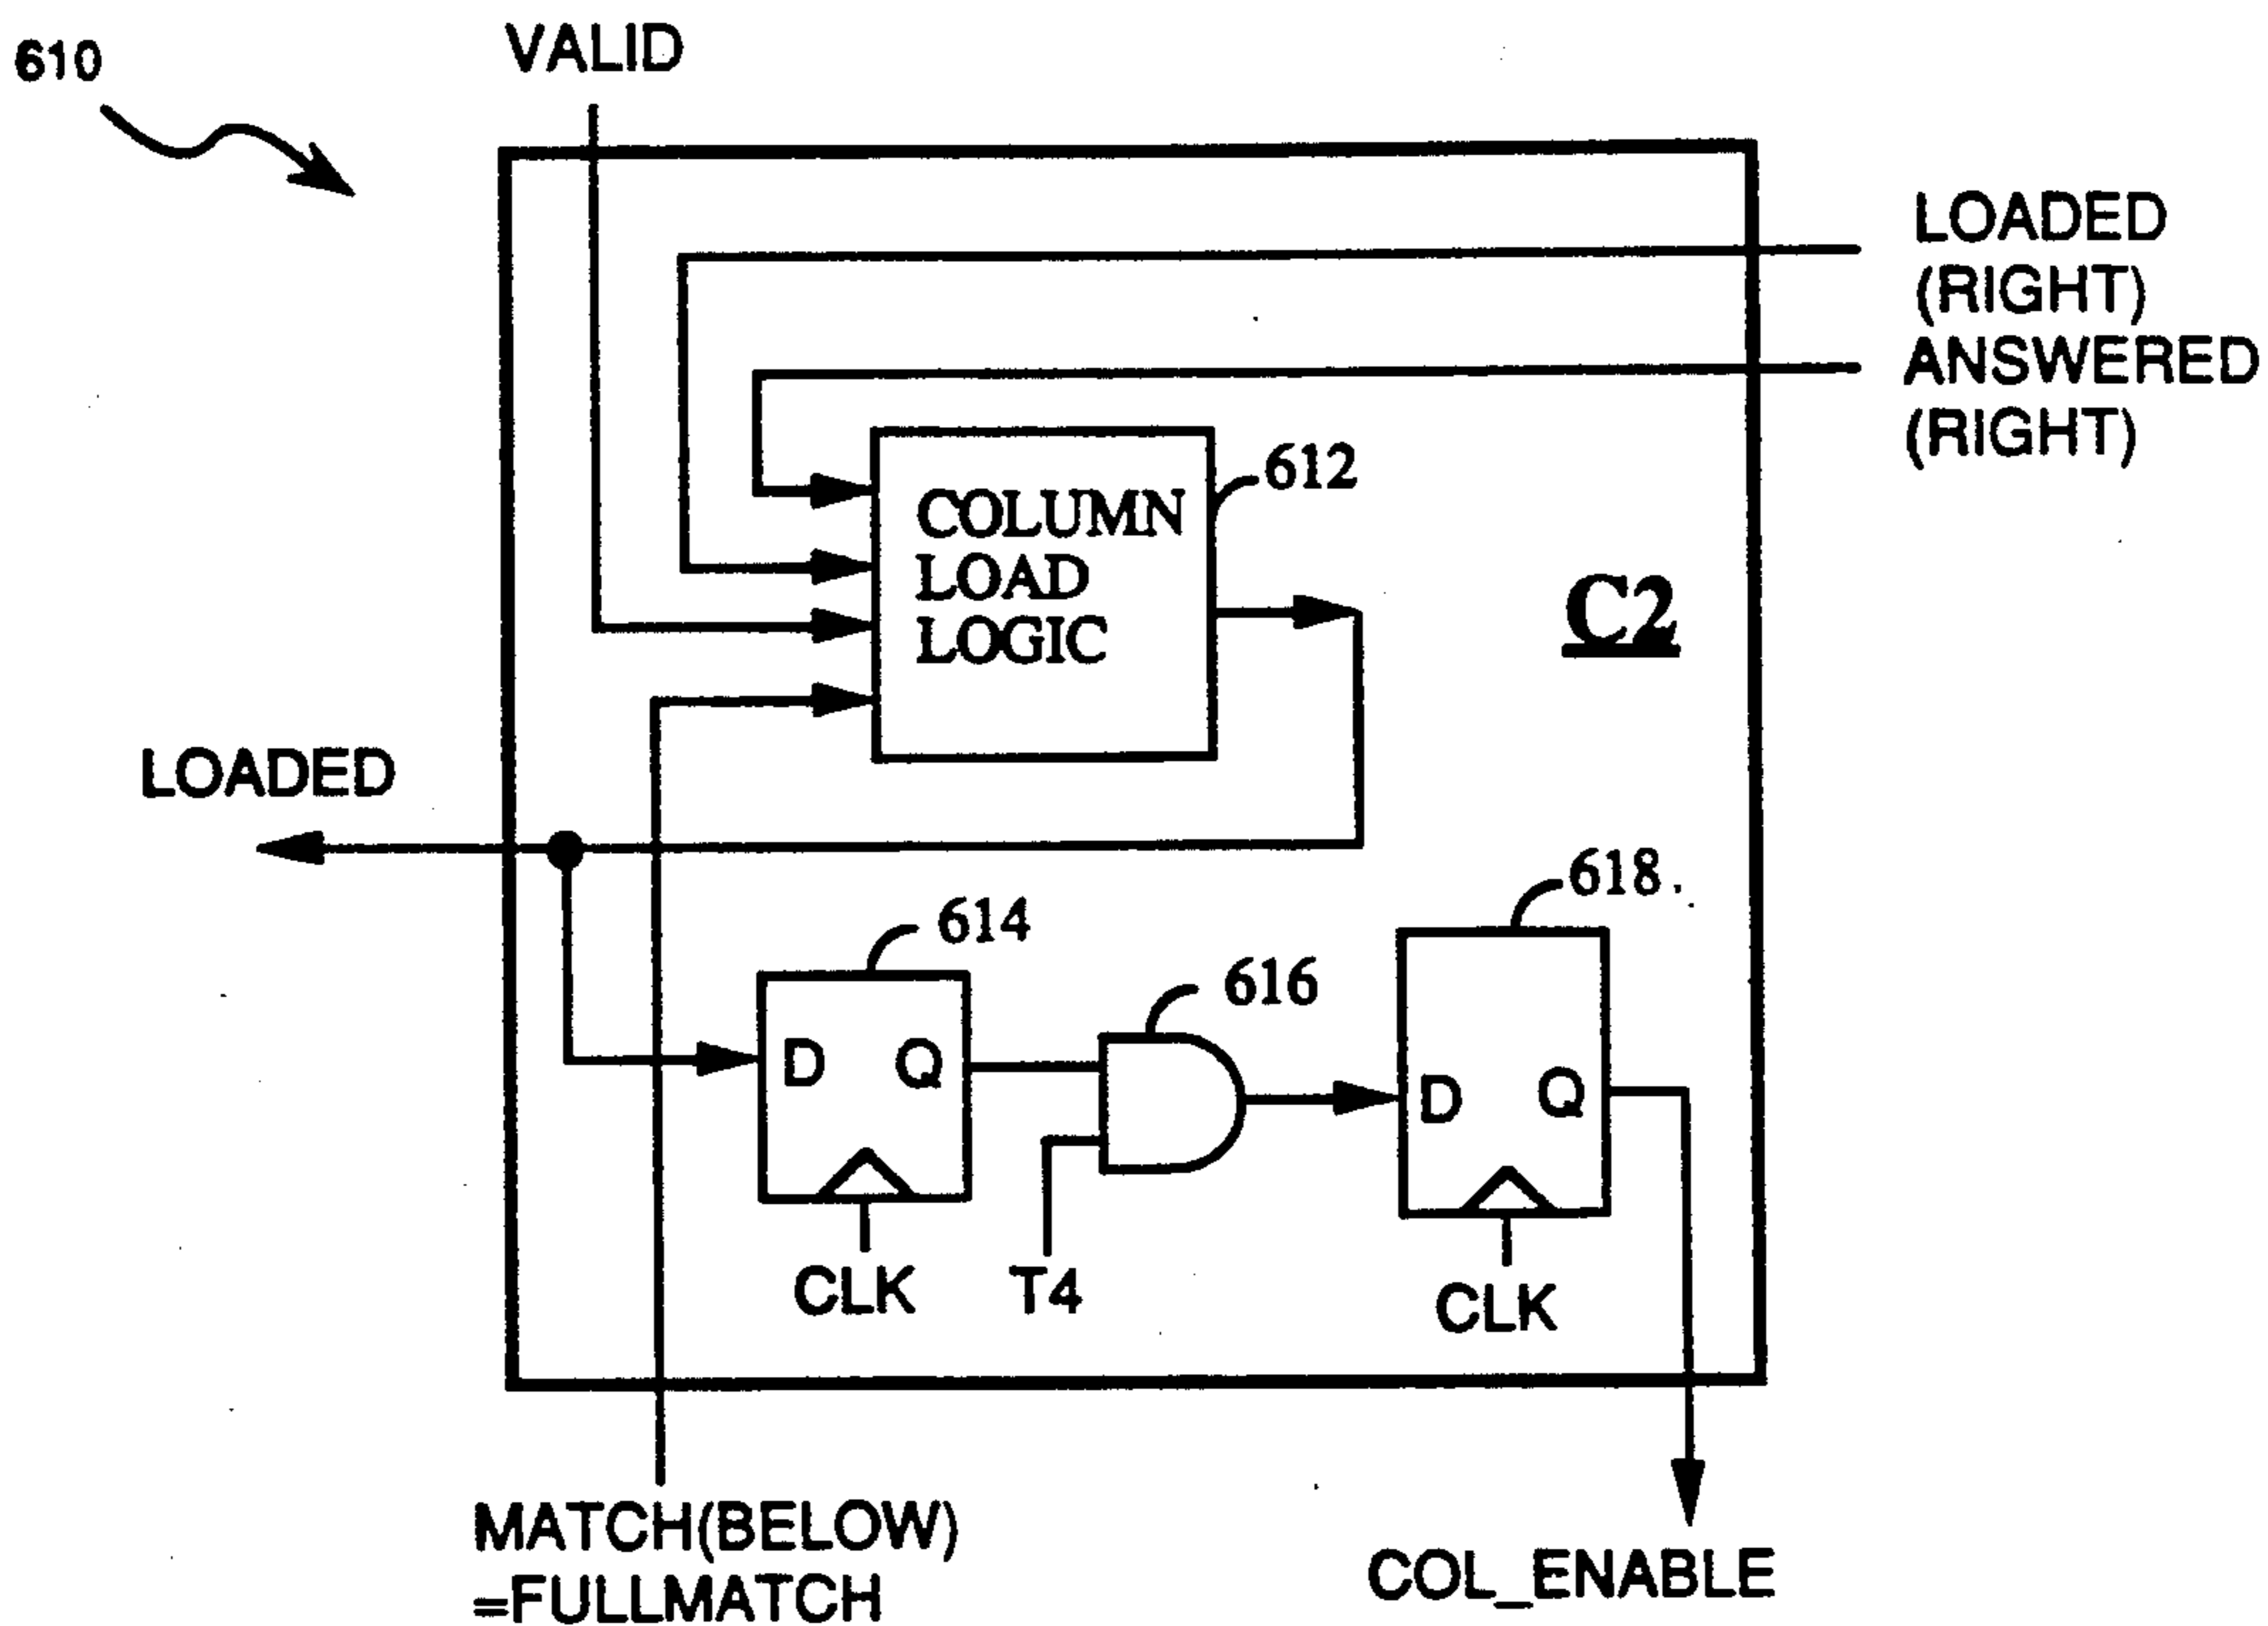 610
VALID
LOADED
(RIGHT)
ANSWERED
(RIGHT)
612
COLUMN
LOAD
LOGIC
C2
LOADED
614
616
618
D Q
D Q
CLK
T4
CLK
MATCH(BELOW)
=FULLMATCH
COL_ENABLE